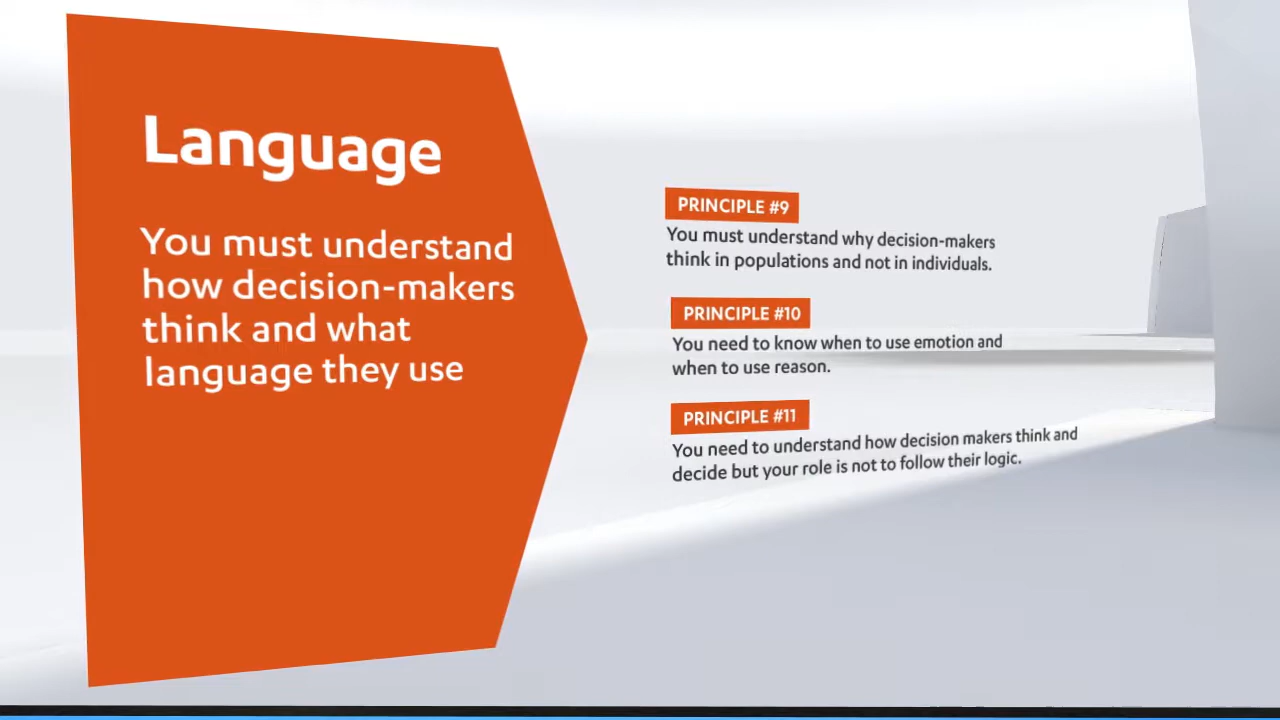 Language
You must understand
how decision-makers
think and what
language they use
PRINCIPLE #9
You must understand why decision-makers
think in populations and not in individuals.
PRINCIPLE #10
You need to know when to use emotion and
when to use reason.
PRINCIPLE #11
You need to understand how decision makers think and
decide but your role is not to follow their logic.